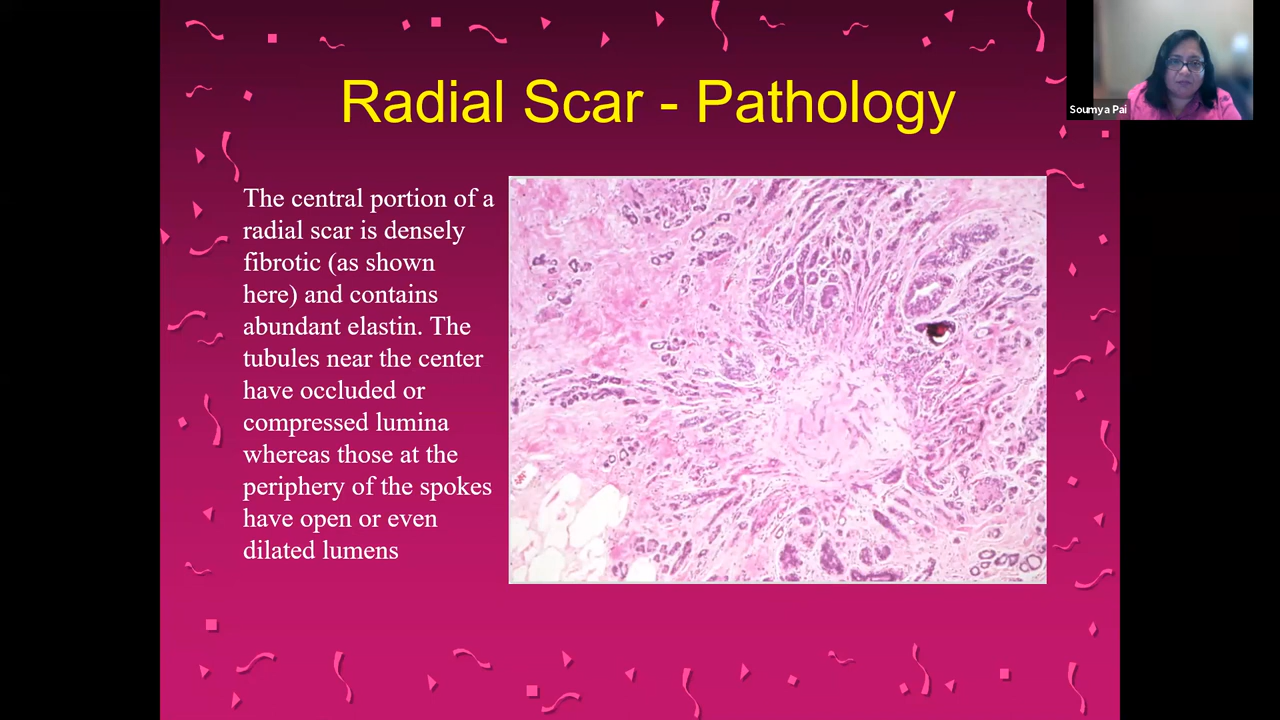 Radial Scar - Pathology
Soumya Pai
The central portion of a
radial scar is densely
fibrotic (as shown
here) and contains
abundant elastin. The
tubules near the center
have occluded or
compressed lumina
whereas those at the
periphery of the spokes
have open or even
dilated lumens